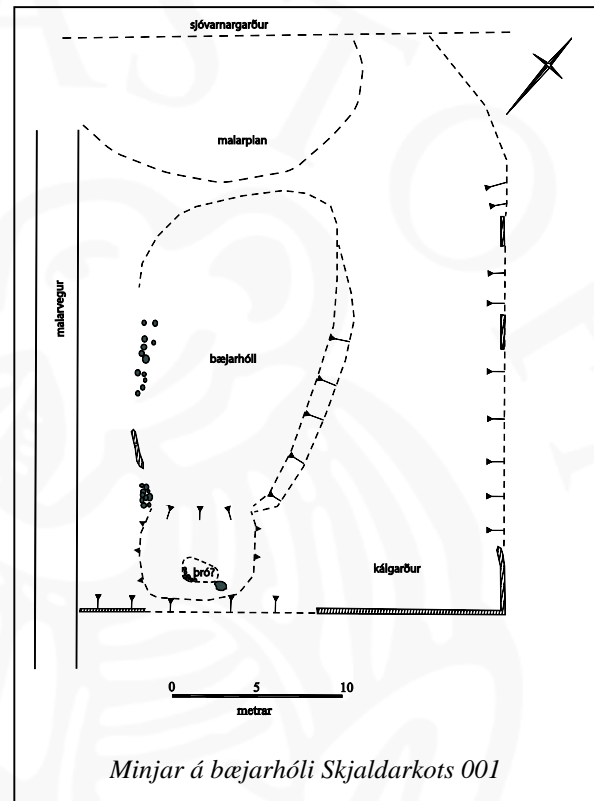 sjóvarnargarður
malarplan
malarvegur
bæjarhóll
þró?
kálgarður
0 5 10
metrar
Minjar á bæjarhóli Skjaldarkots 001